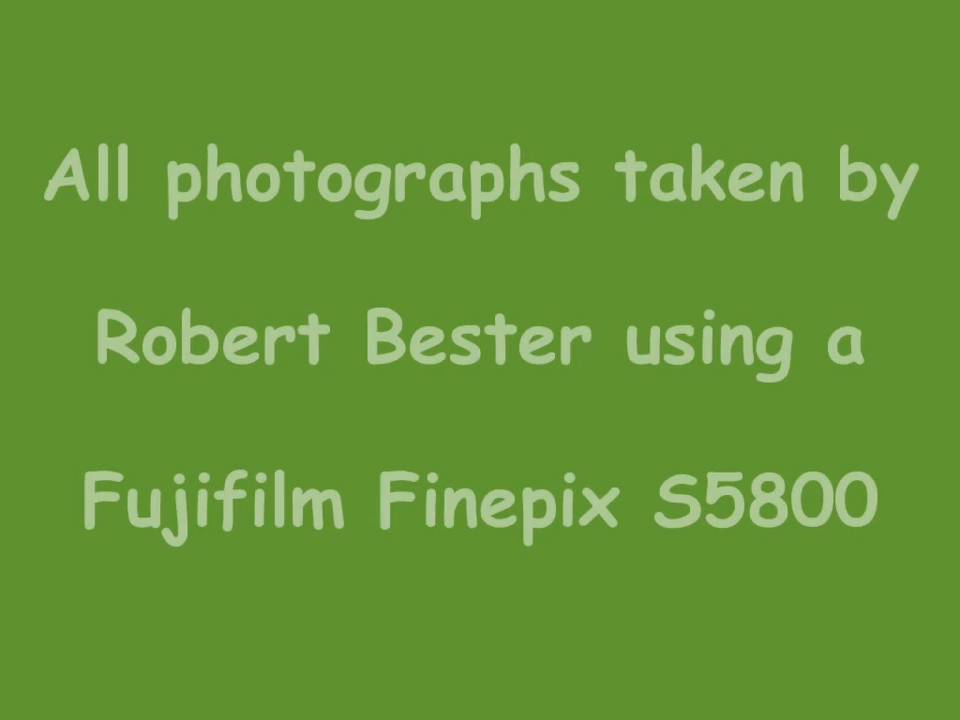 All photographs taken by
Robert Bester using a
Fujifilm Finepix S5800